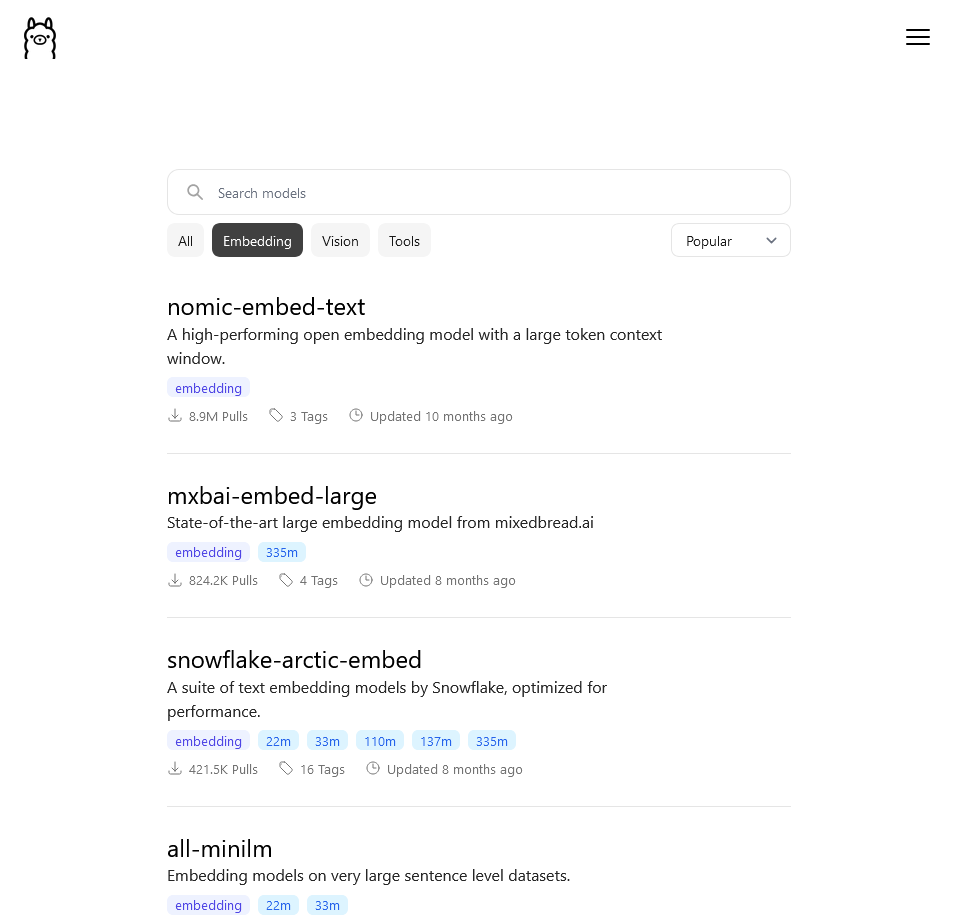 Search models
All Embedding Vision Tools Popular
nomic-embed-text
A high-performing open embedding model with a large token context
window.
embedding
8.9M Pulls 3 Tags Updated 10 months ago
mxbai-embed-large
State-of-the-art large embedding model from mixedbread.ai
embedding 335m
824.2K Pulls 4 Tags Updated 8 months ago
snowflake-arctic-embed
A suite of text embedding models by Snowflake, optimized for
performance.
embedding 22m 33m 110m 137m 335m
421.5K Pulls 16 Tags Updated 8 months ago
all-minilm
Embedding models on very large sentence level datasets.
embedding 22m 33m